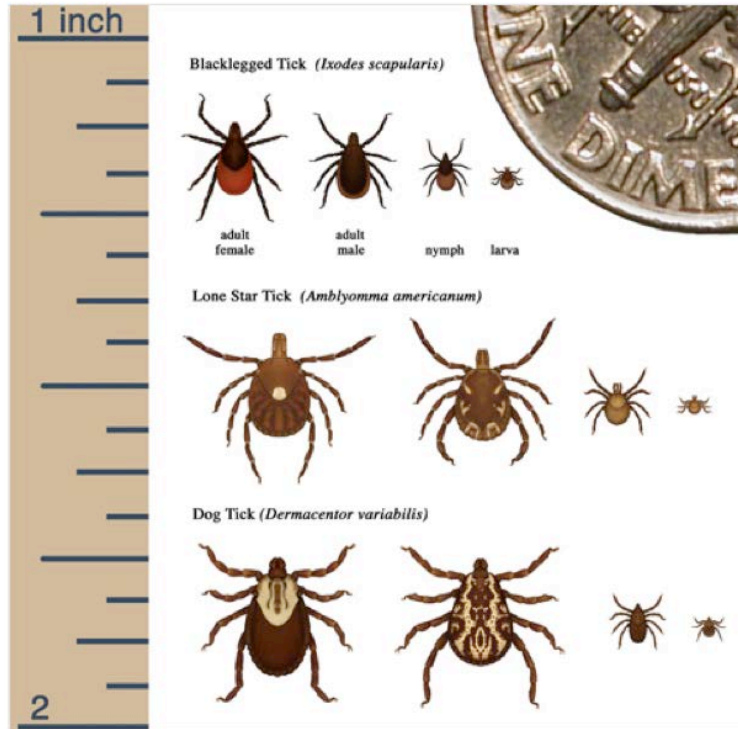 1 inch
Blacklegged Tick (Ixodes scapularis)
adult
female
adult
male
nymph
larva
ONE DIME
Lone Star Tick (Amblyomma americanum)
Dog Tick (Dermacentor variabilis)
2